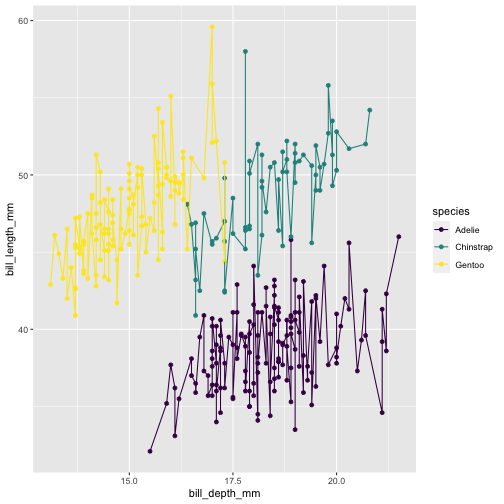 60
50
40
bill_length_mm
15.0
17.5
20.0
bill_depth_mm
species
Adelie
Chinstrap
Gentoo